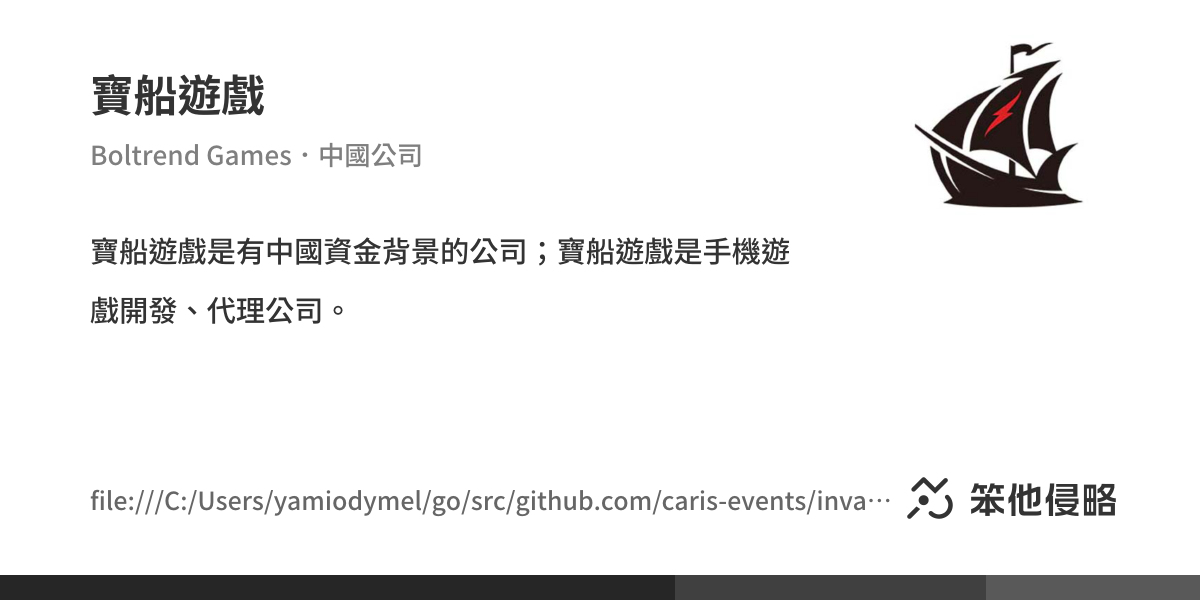 寶船遊戲
Boltrend Games・中國公司
寶船遊戲是有中國資金背景的公司；寶船遊戲是手機遊
戲開發、代理公司。
file:///C:/Users/yamiodymel/go/src/github.com/caris-events/inva…
笨他侵略